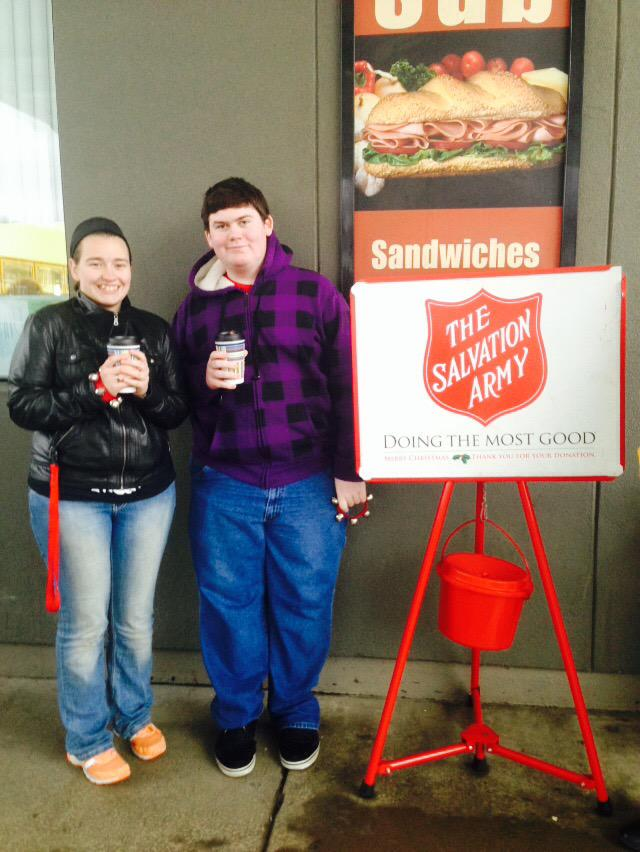 Sub
Sandwiches
THE
SALVATION
ARMY
DOING THE MOST GOOD
MERRY CHRISTMAS THANK YOU FOR YOUR DONATION